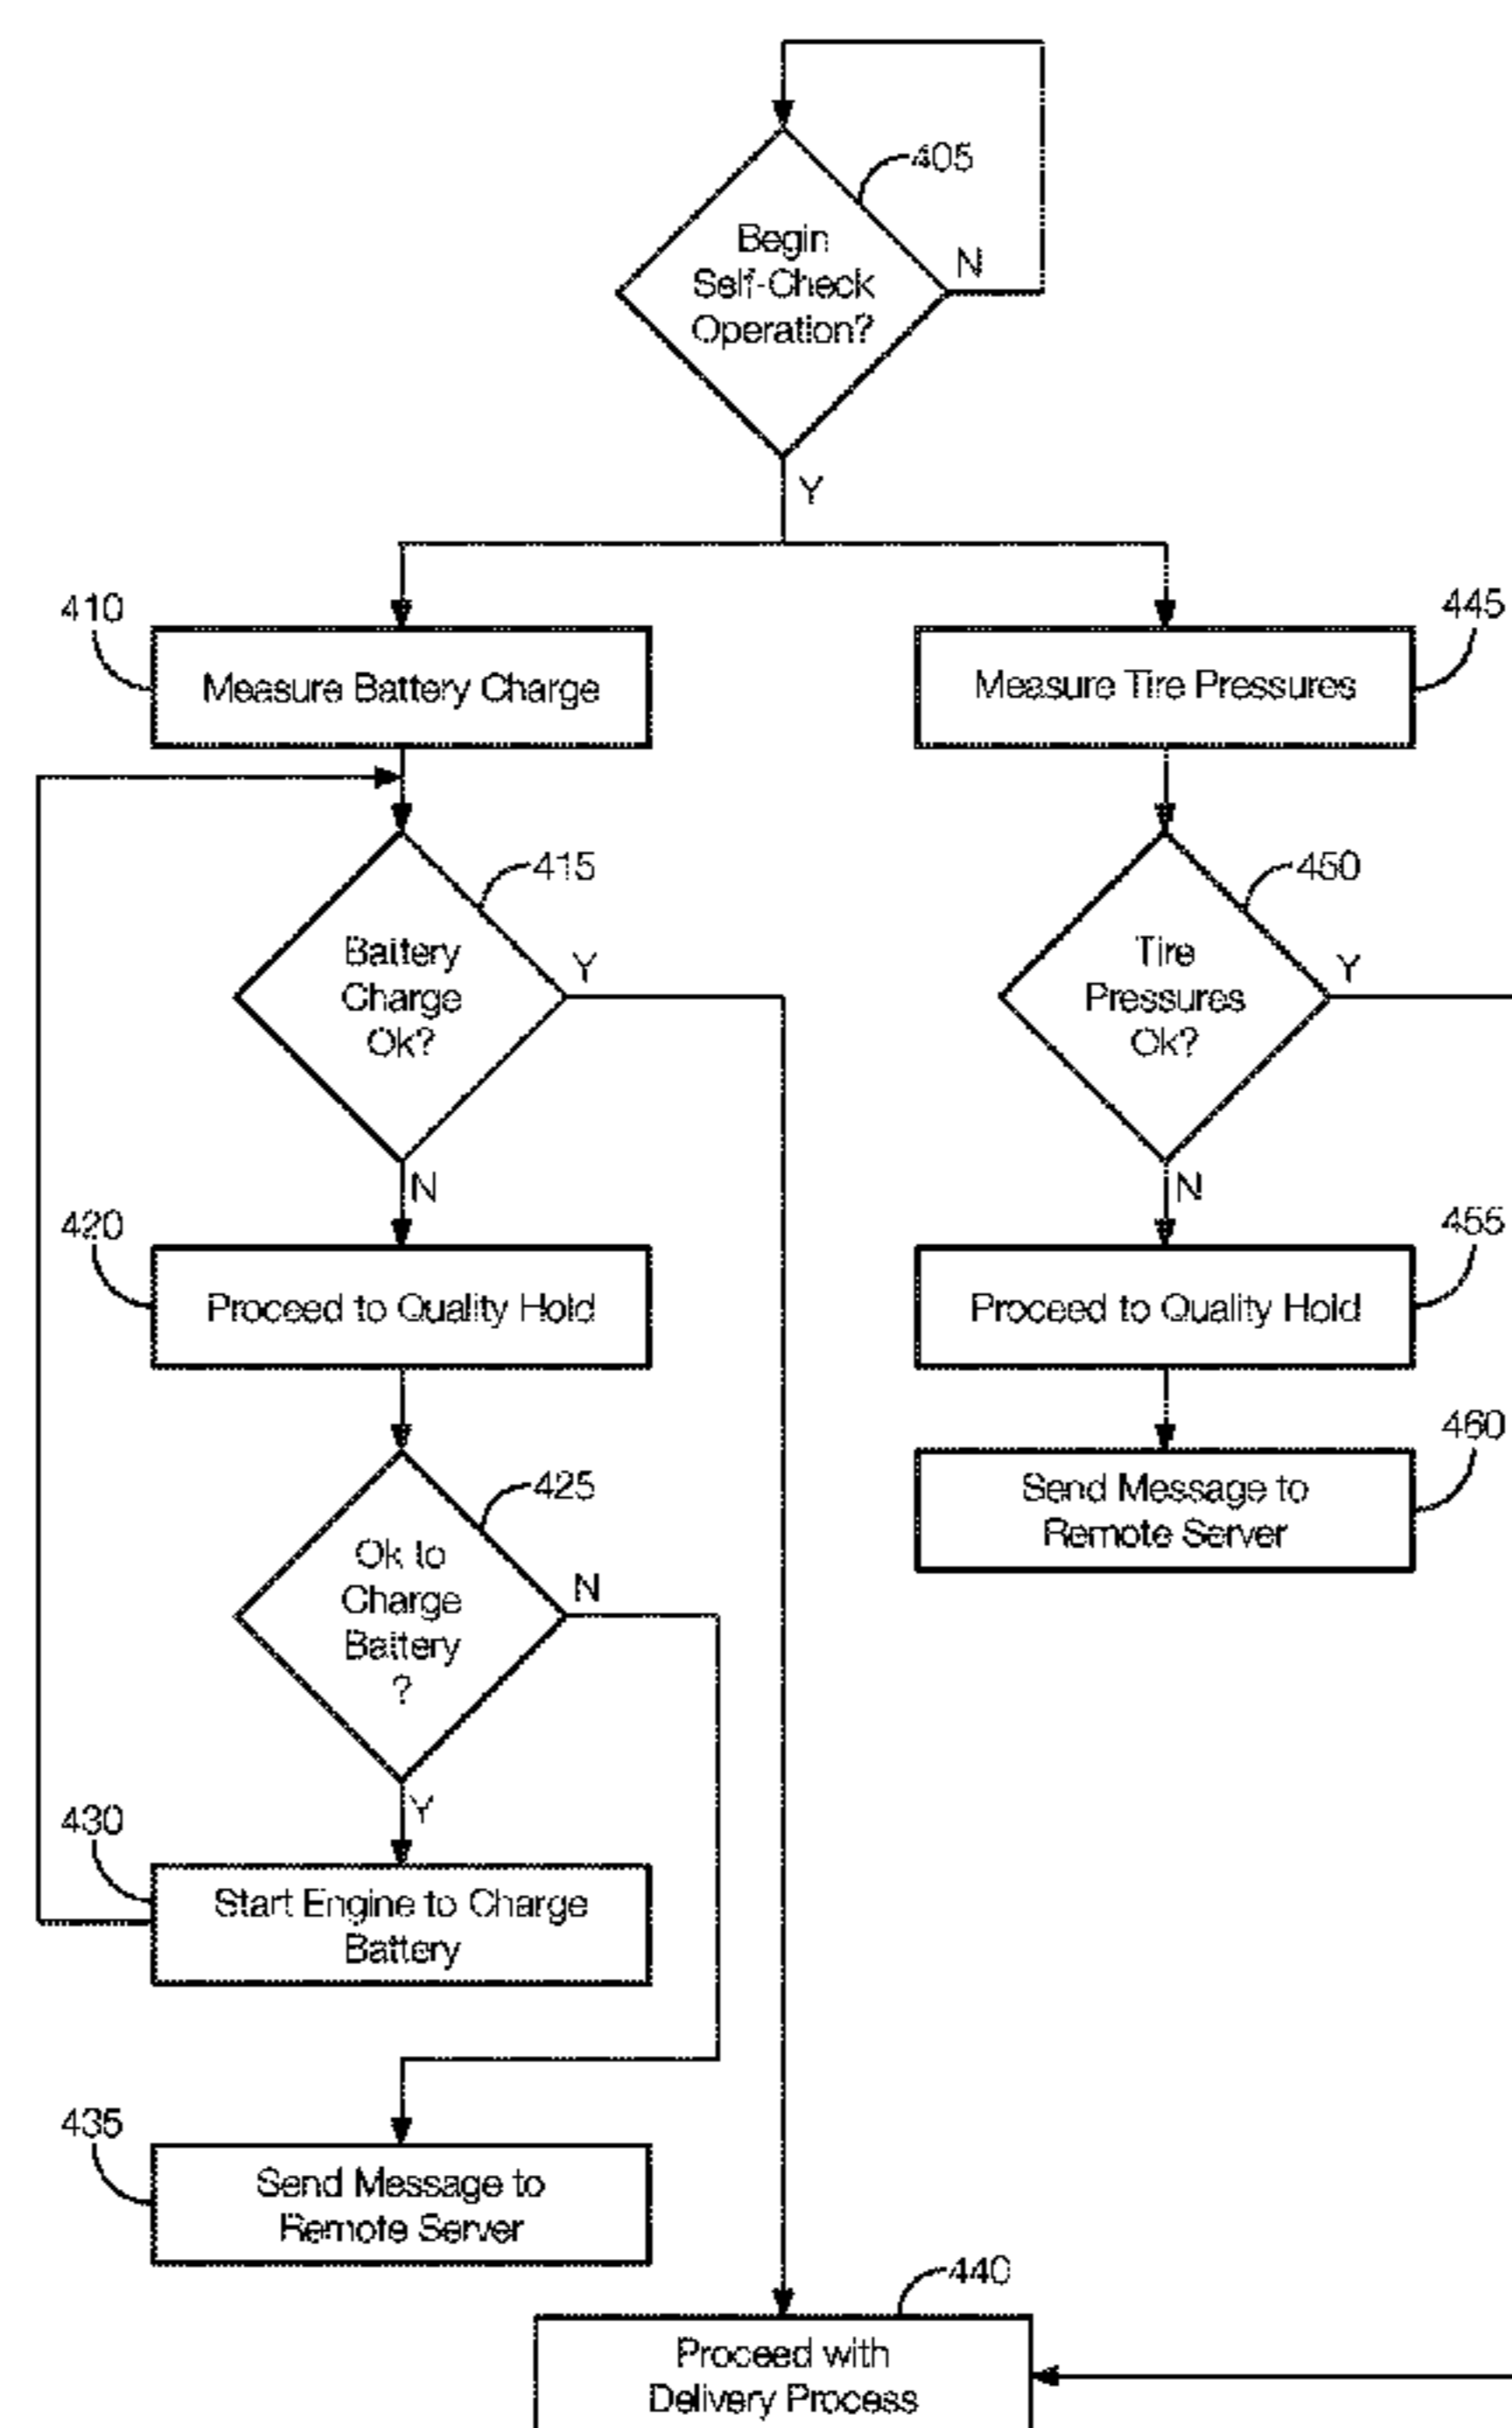 405
Begin
Self-Check
Operation?
N
Y
410
Measure Battery Charge
445
Measure Tire Pressures
415
Battery
Charge
Ok?
Y
N
450
Tire
Pressures
Ok?
Y
N
420
Proceed to Quality Hold
455
Proceed to Quality Hold
425
Ok to
Charge
Battery
?
N
Y
460
Send Message to
Remote Server
430
Start Engine to Charge
Battery
435
Send Message to
Remote Server
440
Proceed with
Delivery Process